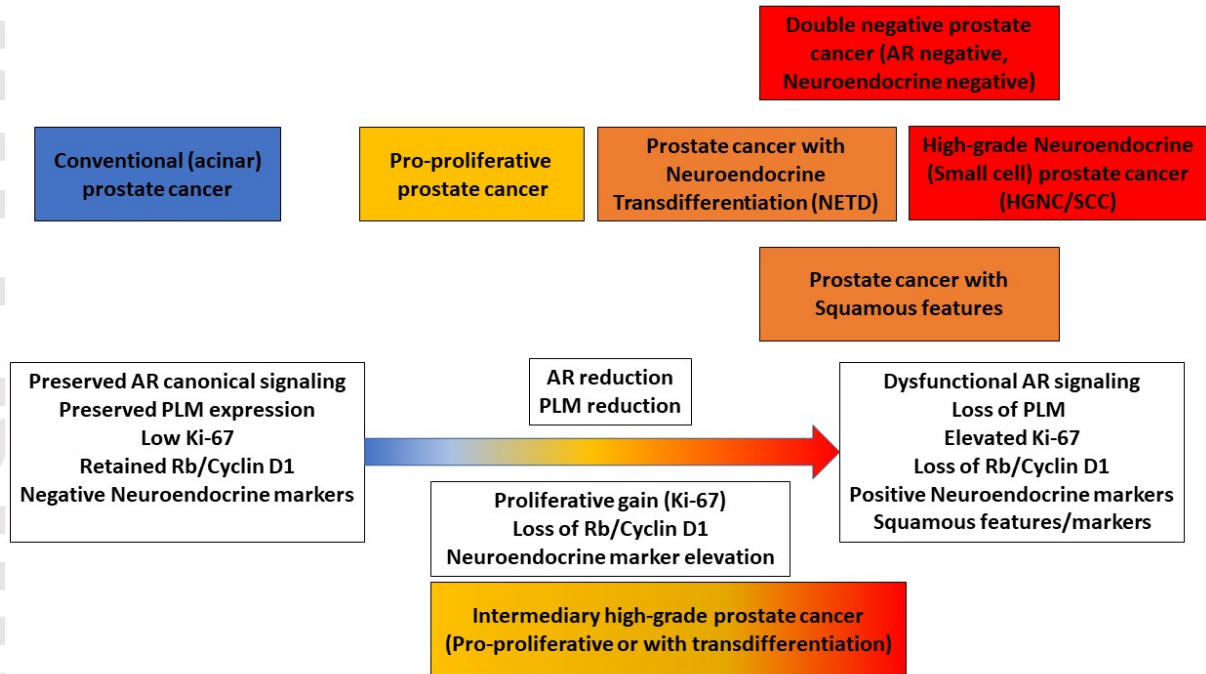 Double negative prostate
cancer (AR negative,
Neuroendocrine negative)
Conventional (acinar)
prostate cancer
Pro-proliferative
prostate cancer
Prostate cancer with
Neuroendocrine
Transdifferentiation (NETD)
High-grade Neuroendocrine
(Small cell) prostate cancer
(HGNC/SCC)
Prostate cancer with
Squamous features
Preserved AR canonical signaling
Preserved PLM expression
Low Ki-67
Retained Rb/Cyclin D1
Negative Neuroendocrine markers
AR reduction
PLM reduction
Proliferative gain (Ki-67)
Loss of Rb/Cyclin D1
Neuroendocrine marker elevation
Dysfunctional AR signaling
Loss of PLM
Elevated Ki-67
Loss of Rb/Cyclin D1
Positive Neuroendocrine markers
Squamous features/markers
Intermediary high-grade prostate cancer
(Pro-proliferative or with transdifferentiation)